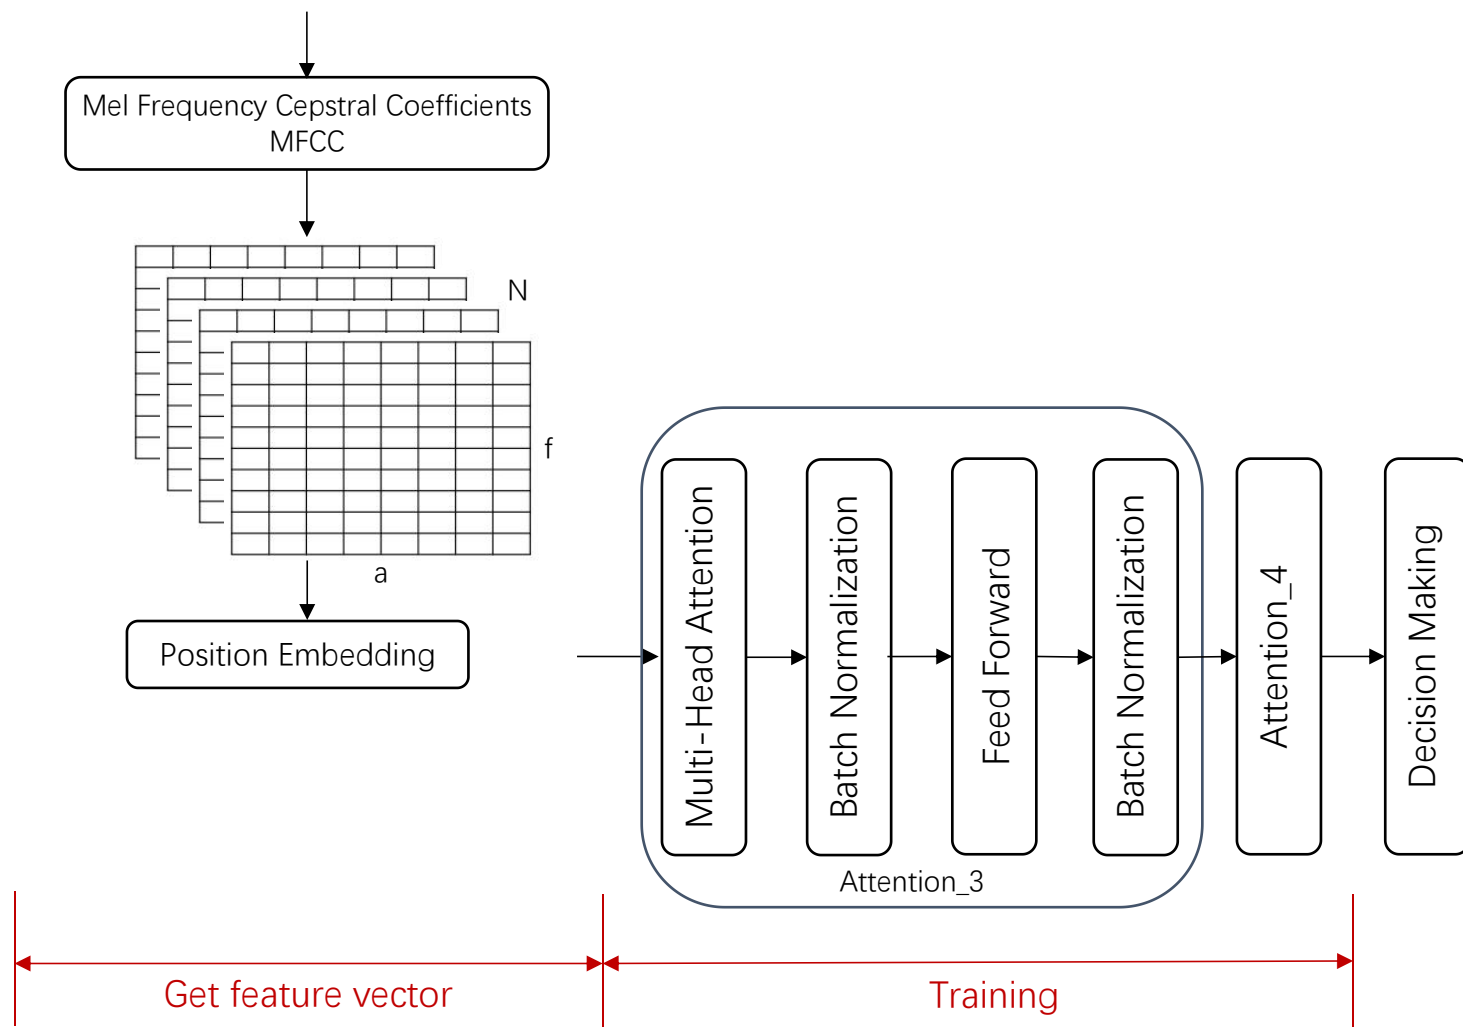 Mel Frequency Cepstral Coefficients
MFCC
N
f
a
Position Embedding
Multi-Head Attention
Batch Normalization
Feed Forward
Batch Normalization
Attention_4
Decision Making
Attention_3
Get feature vector
Training